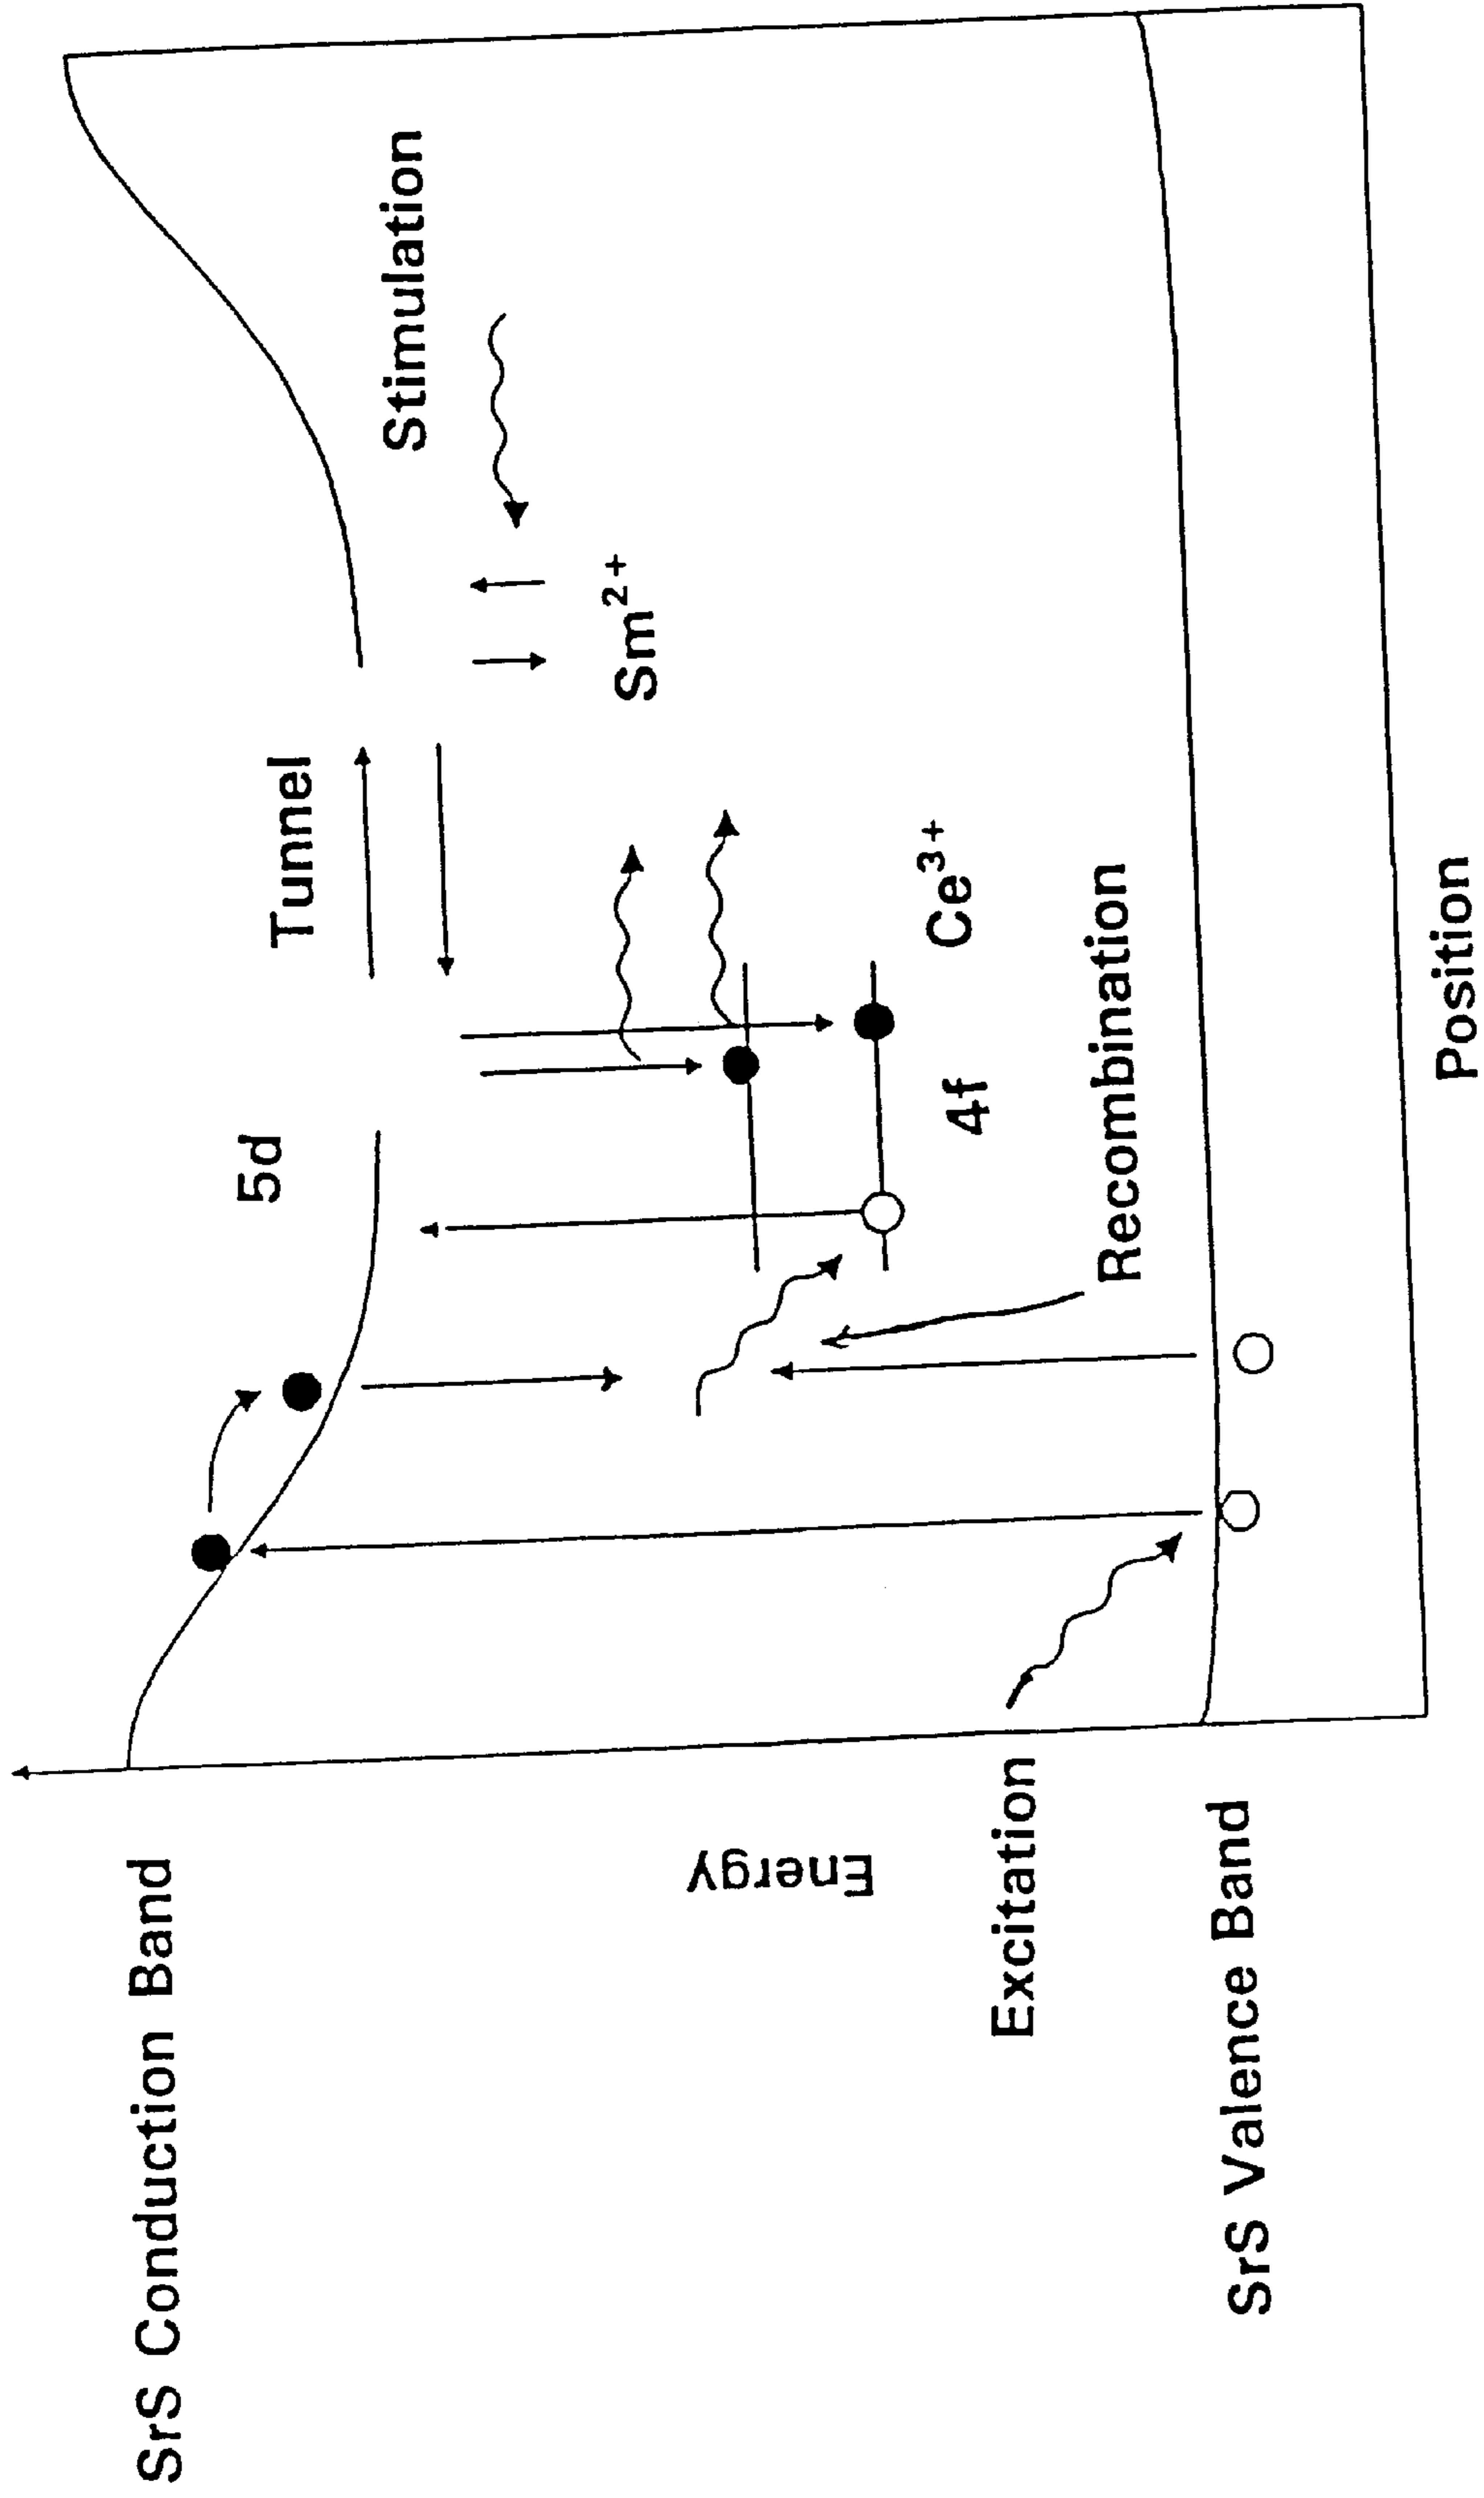 SrS Conduction Band
5d
Tunnel
Stimulation
Energy
Sm²⁺
Ce³⁺
4f
Excitation
Recombination
SrS Valence Band
Position